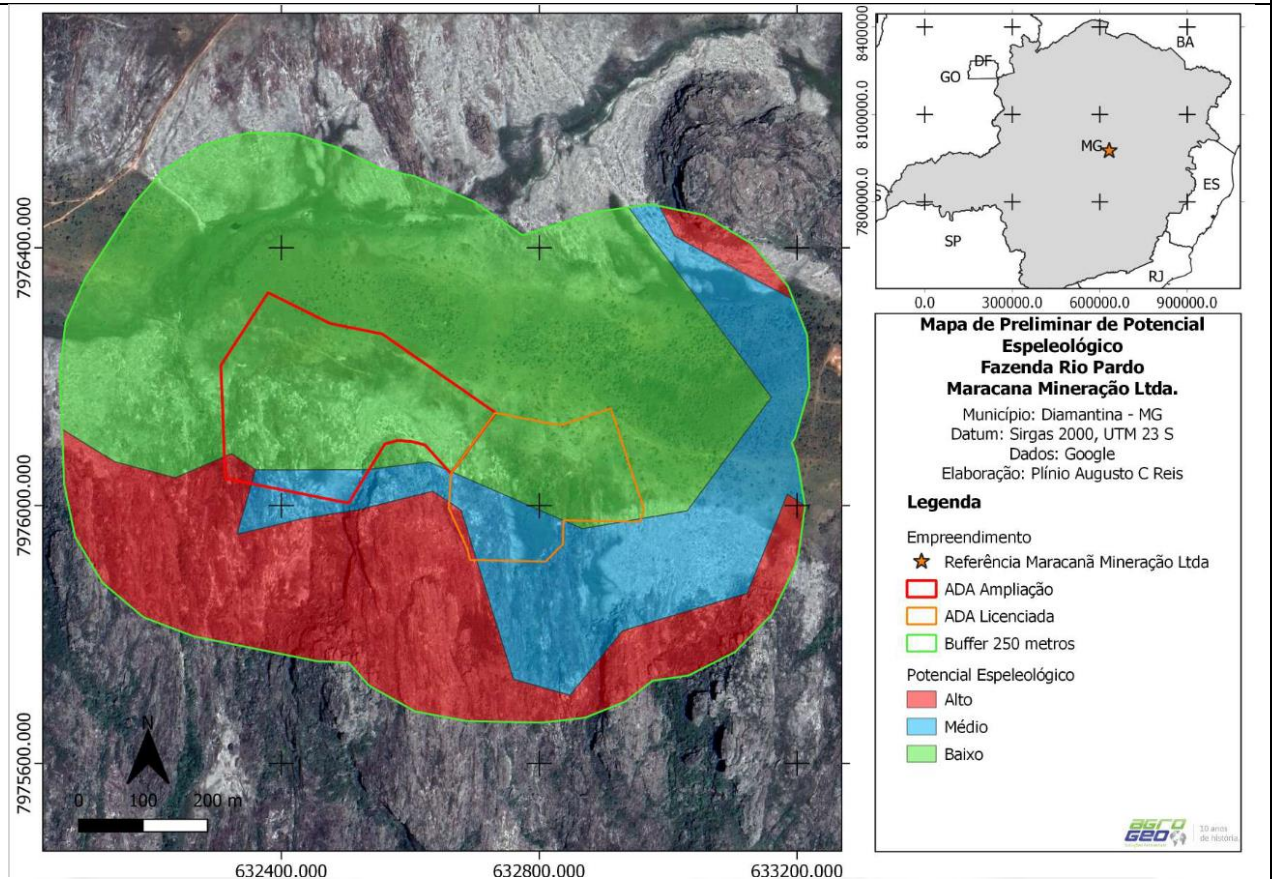 7976400.000
7976000.000
7975600.000
N
0 100 200 m
632400.000 632800.000 633200.000
8400000.0
8100000.0
7800000.0
BA
DF
GO
MG
ES
SP
RJ
0.0 300000.0 600000.0 900000.0
Mapa de Preliminar de Potencial
Espeleológico
Fazenda Rio Pardo
Maracana Mineração Ltda.
Município: Diamantina - MG
Datum: Sirgas 2000, UTM 23 S
Dados: Google
Elaboração: Plínio Augusto C Reis
Legenda
Empreendimento
Referência Maracanã Mineração Ltda
ADA Ampliação
ADA Licenciada
Buffer 250 metros
Potencial Espeleológico
Alto
Médio
Baixo
agro
GEO
anos
de história